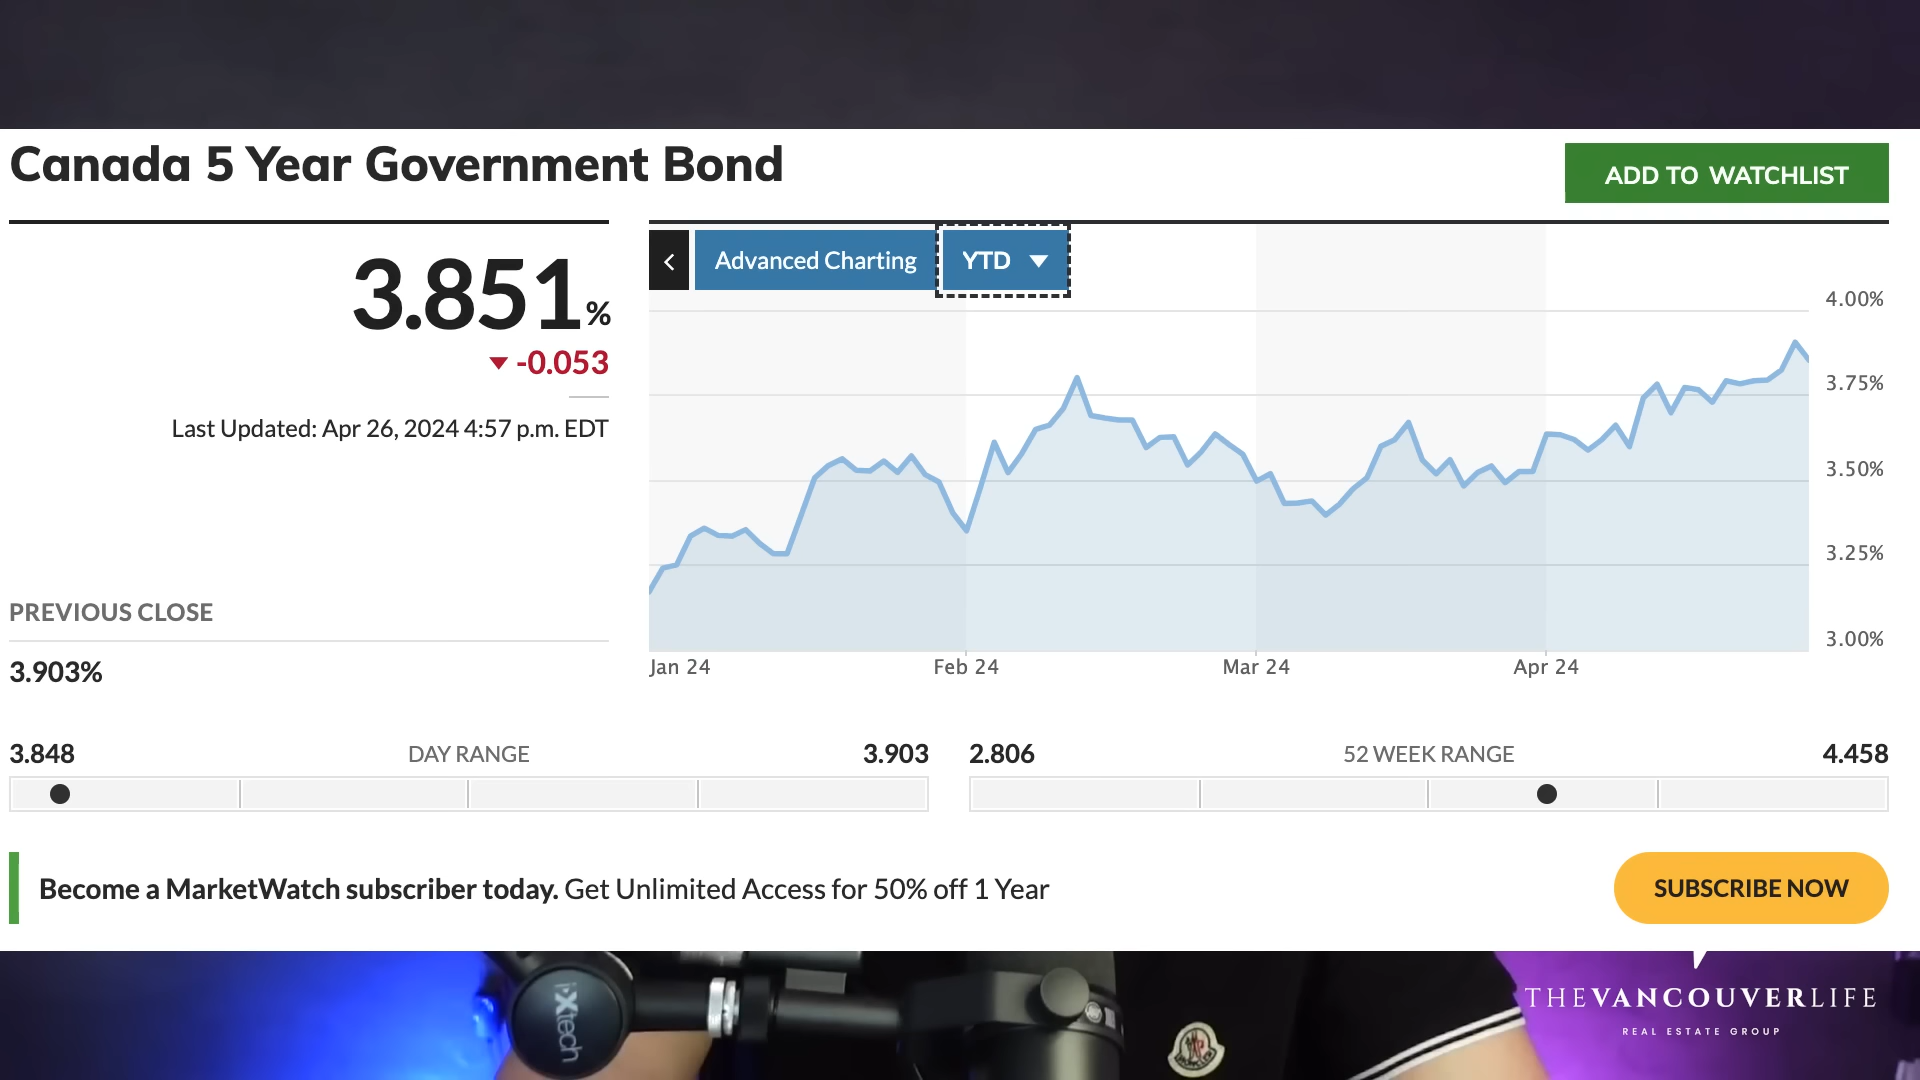 Canada 5 Year Government Bond
ADD TO WATCHLIST
3.851%
-0.053
Last Updated: Apr 26, 2024 4:57 p.m. EDT
PREVIOUS CLOSE
3.903%
Advanced Charting
YTD
4.00%
3.75%
3.50%
3.25%
3.00%
Jan 24 Feb 24 Mar 24 Apr 24
3.848 DAY RANGE 3.903
2.806 52 WEEK RANGE 4.458
Become a MarketWatch subscriber today. Get Unlimited Access for 50% off 1 Year
SUBSCRIBE NOW
iXtech
MONCLER
THEVANCOUVERLIFE
REAL ESTATE GROUP